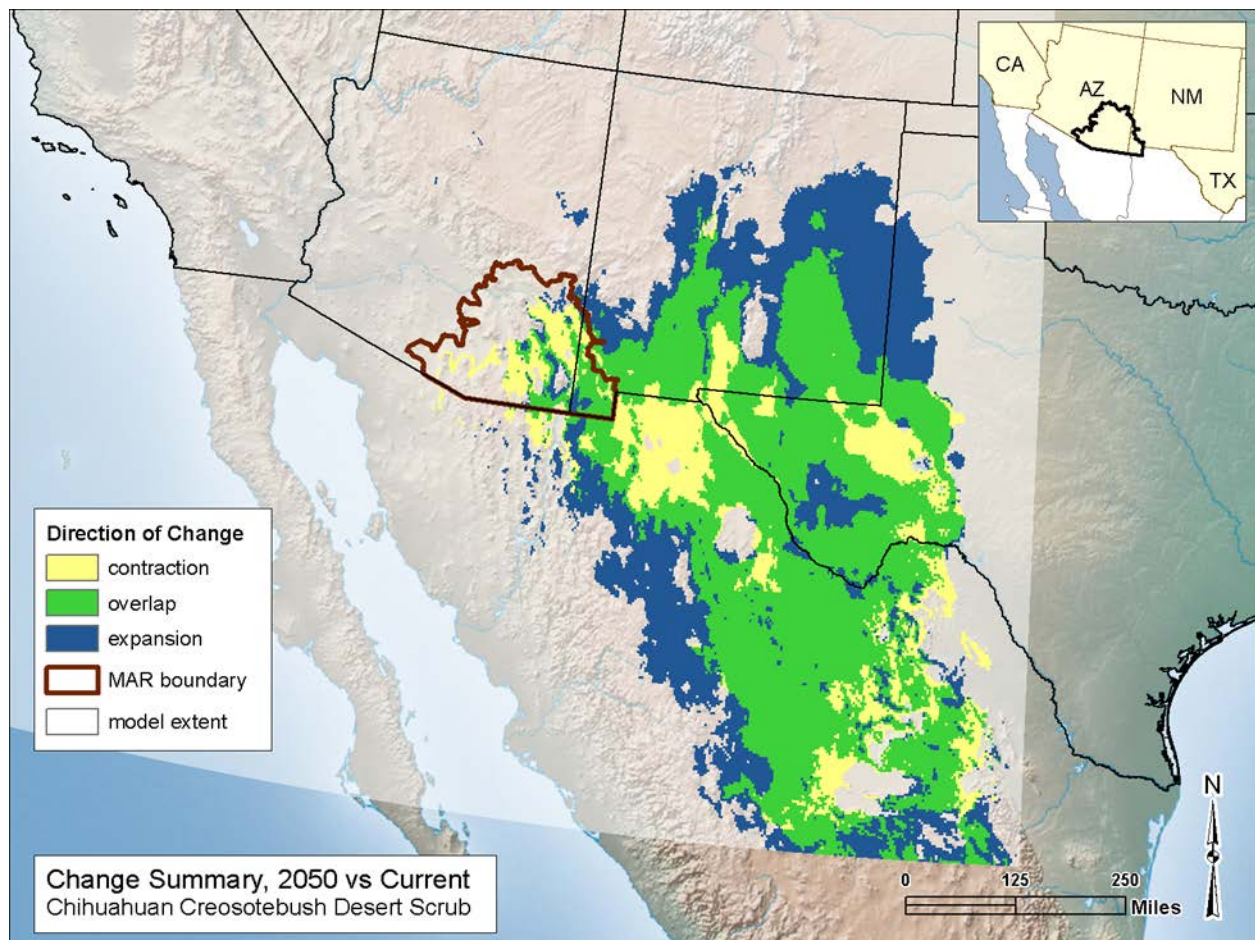 CA
AZ
NM
TX
Direction of Change
contraction
overlap
expansion
MAR boundary
model extent
N
Change Summary, 2050 vs Current
Chihuahuan Creosotebush Desert Scrub
0 125 250
Miles